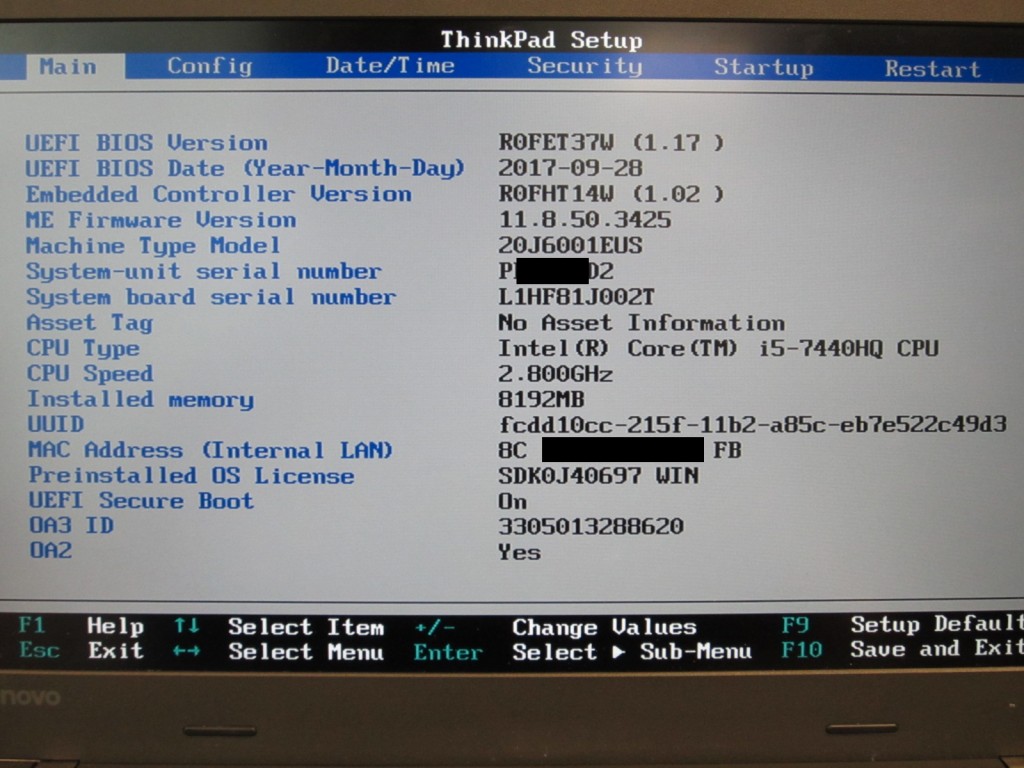 ThinkPad Setup
Main Config Date/Time Security Startup Restart
UEFI BIOS Version R0FET37W (1.17 )
UEFI BIOS Date (Year-Month-Day) 2017-09-28
Embedded Controller Version R0FHT14W (1.02 )
ME Firmware Version 11.8.50.3425
Machine Type Model 20J6001EUS
System-unit serial number P D2
System board serial number L1HF81J002T
Asset Tag No Asset Information
CPU Type Intel(R) Core(TM) i5-7440HQ CPU
CPU Speed 2.800GHz
Installed memory 8192MB
UUID fcdd10cc-215f-11b2-a85c-eb7e522c49d3
MAC Address (Internal LAN) 8C FB
Preinstalled OS License SDK0J40697 WIN
UEFI Secure Boot On
OA3 ID 3305013288620
OA2 Yes
F1 Help ↑↓ Select Item +/- Change Values F9 Setup Default
Esc Exit ←→ Select Menu Enter Select ▶ Sub-Menu F10 Save and Exit
novo